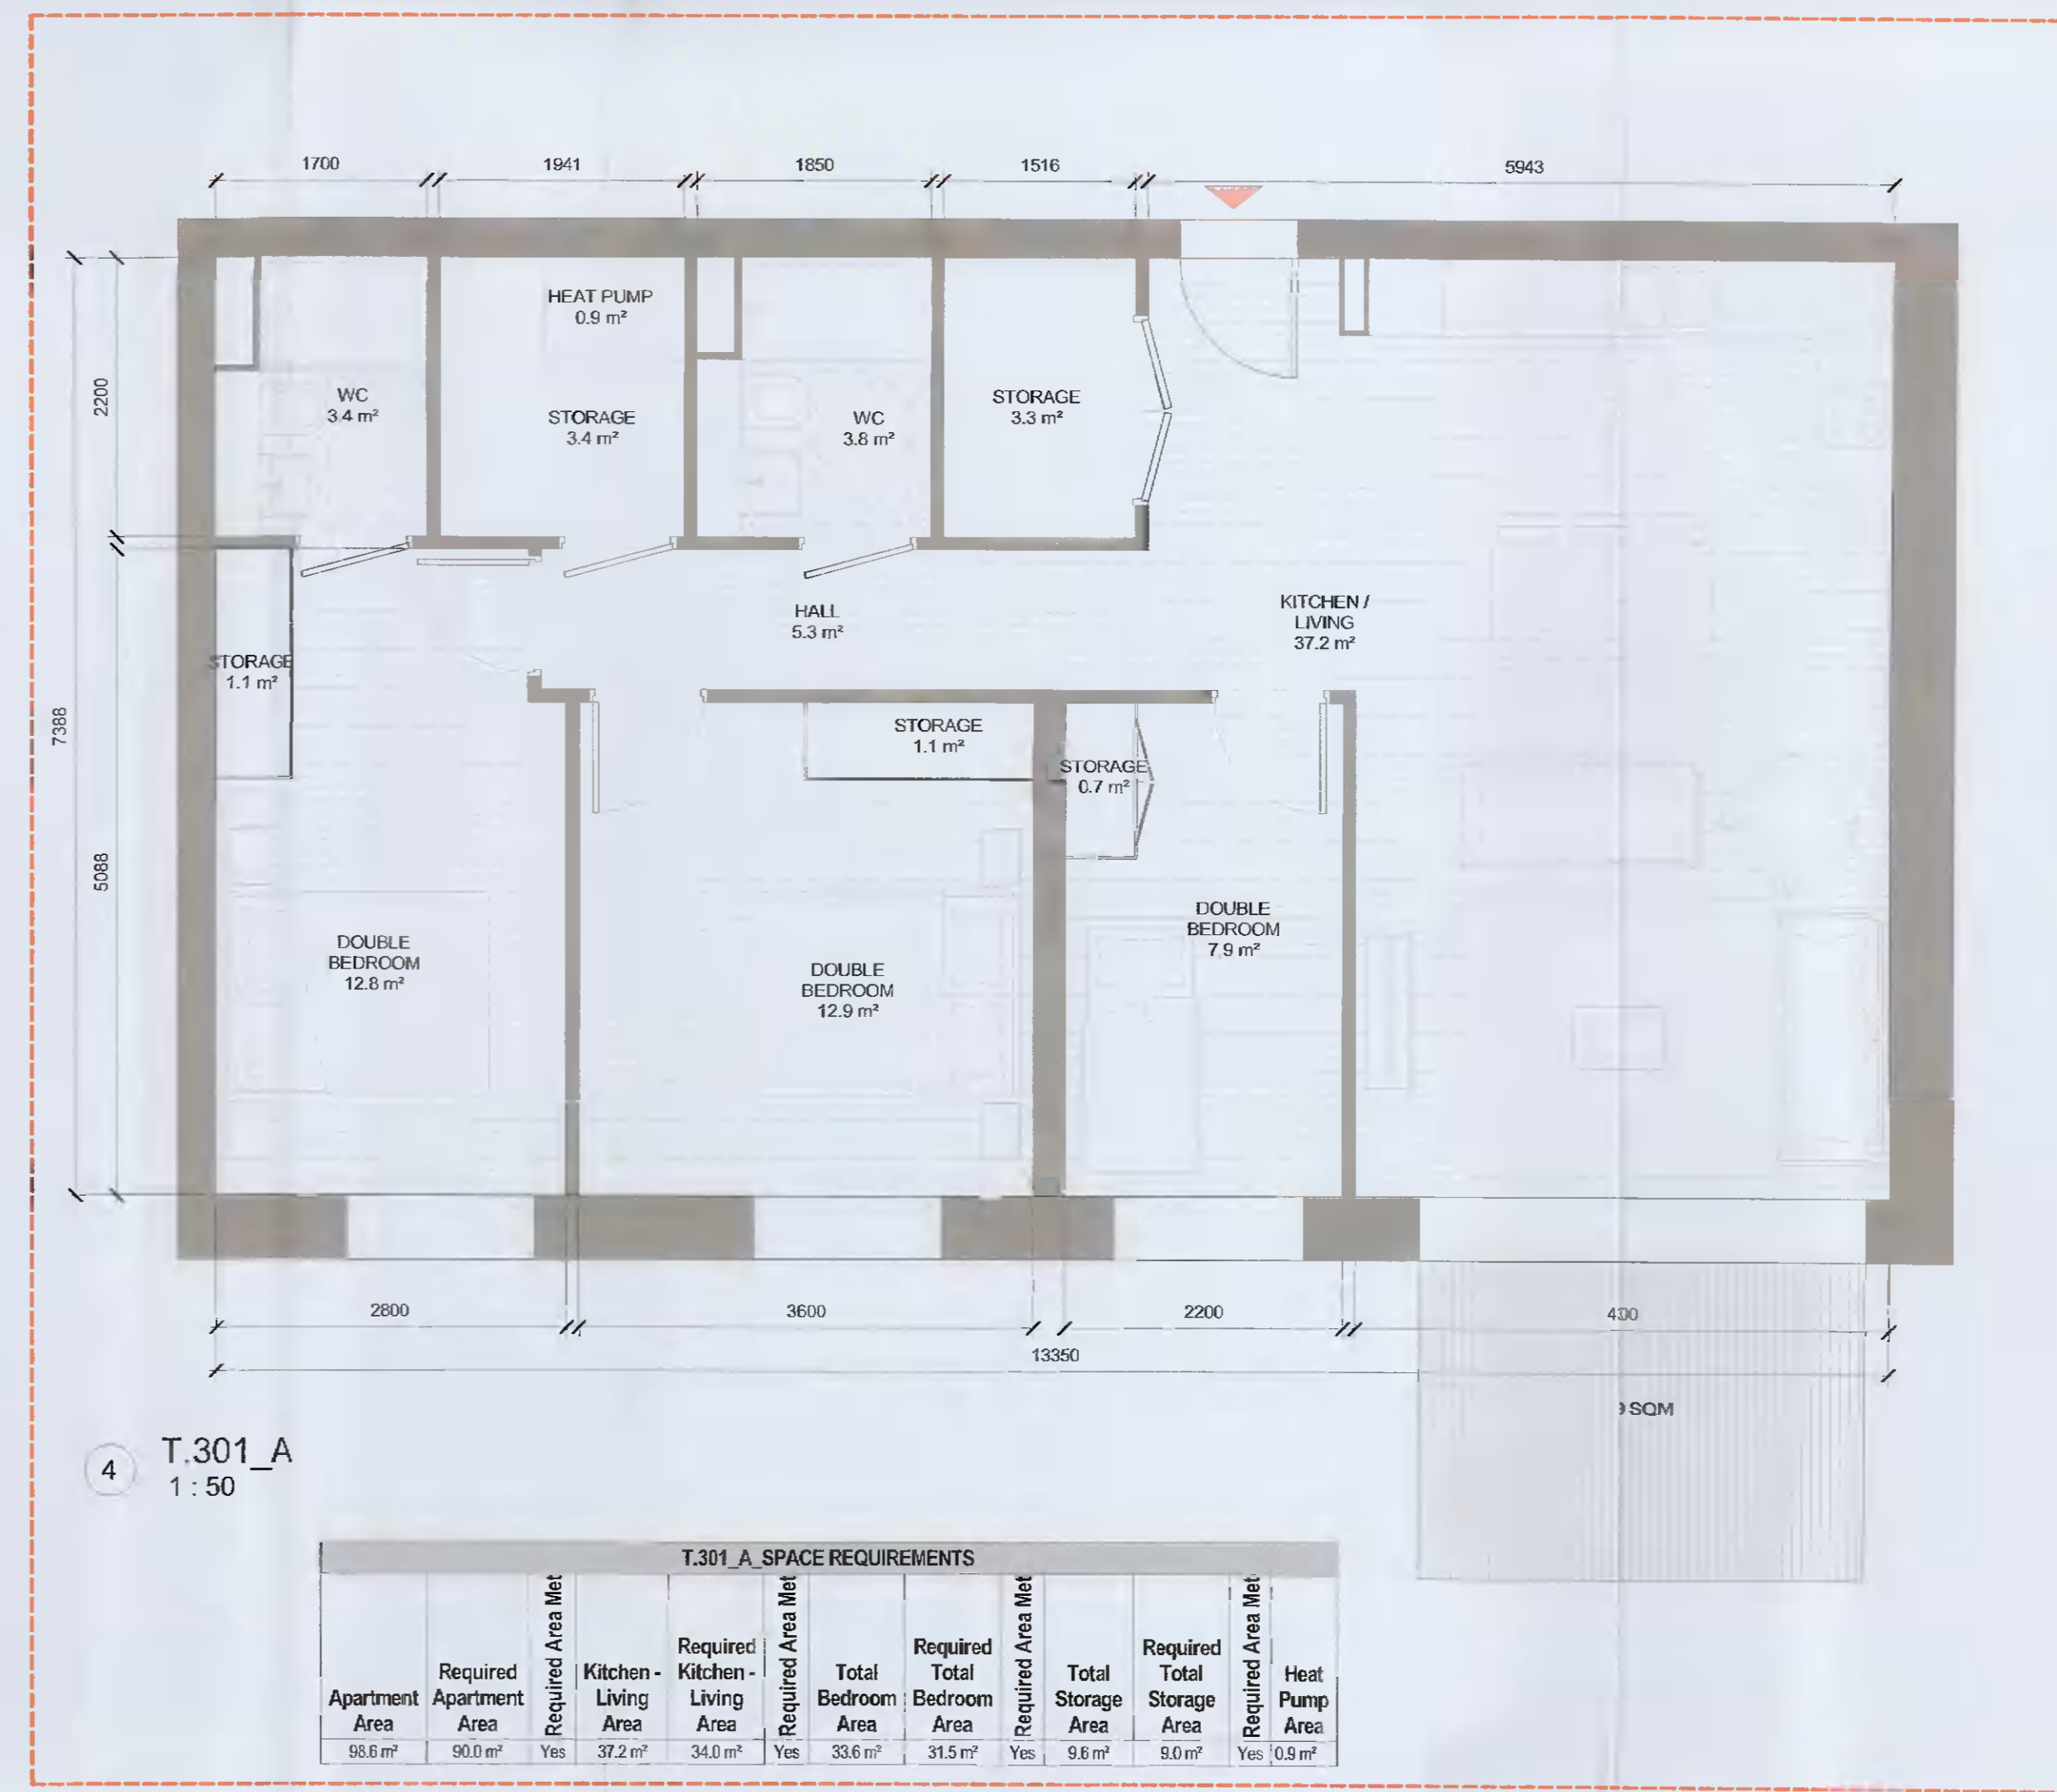 1700
1941
1850
1516
5943
HEAT PUMP
0.9 m²
WC
3.4 m²
STORAGE
3.4 m²
WC
3.8 m²
STORAGE
3.3 m²
2200
7388
5088
HALL
5.3 m²
KITCHEN /
LIVING
37.2 m²
STORAGE
1.1 m²
STORAGE
1.1 m²
STORAGE
0.7 m²
DOUBLE
BEDROOM
12.8 m²
DOUBLE
BEDROOM
12.9 m²
DOUBLE
BEDROOM
7.9 m²
2800
3600
2200
13350
SQM
4
T.301_A
1 : 50
T.301_A_SPACE REQUIREMENTS
Apartment Area
Required Apartment Area
Required Area Met
Kitchen - Living Area
Required Kitchen - Living Area
Required Area Met
Total Bedroom Area
Required Total Bedroom Area
Required Area Met
Total Storage Area
Required Total Storage Area
Required Area Met
Heat Pump Area
98.6 m² 90.0 m² Yes 37.2 m² 34.0 m² Yes 33.6 m² 31.5 m² Yes 9.6 m² 9.0 m² Yes 0.9 m²